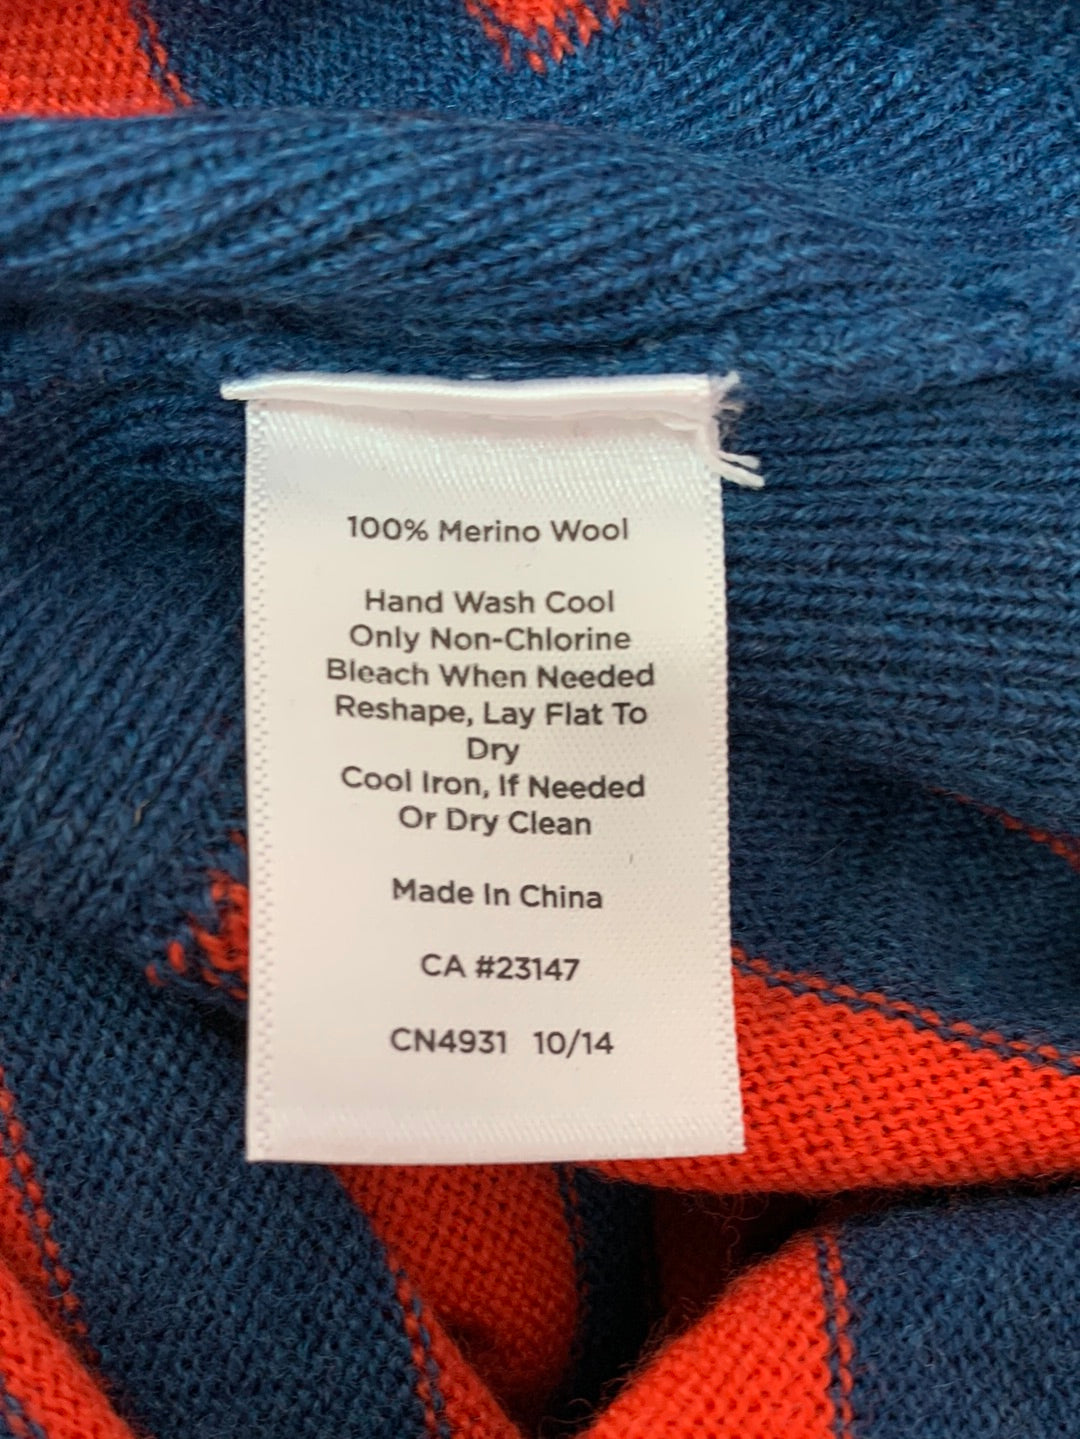 100% Merino Wool
Hand Wash Cool
Only Non-Chlorine
Bleach When Needed
Reshape, Lay Flat To
Dry
Cool Iron, If Needed
Or Dry Clean
Made In China
CA #23147
CN4931 10/14